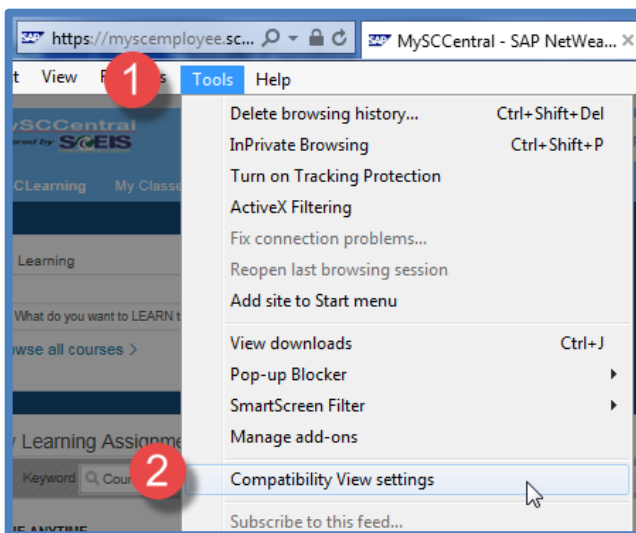 https://myscemployee.sc...
MySCCentral - SAP NetWea...
t View F s Tools Help
1
Delete browsing history... Ctrl+Shift+Del
InPrivate Browsing Ctrl+Shift+P
Turn on Tracking Protection
ActiveX Filtering
Fix connection problems...
Reopen last browsing session
Add site to Start menu
View downloads Ctrl+J
Pop-up Blocker
SmartScreen Filter
Manage add-ons
2
Compatibility View settings
Subscribe to this feed...
ySCCentral
ered by SCEIS
CLearning My Classe
Learning
What do you want to LEARN t
owse all courses >
Learning Assignme
Keyword Cour
E ANYTIME